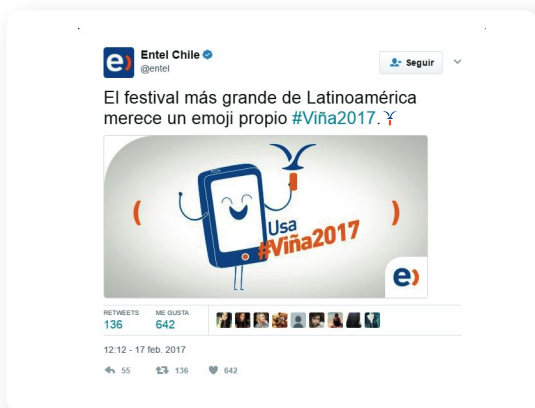 Entel Chile
@entel
Seguir
El festival más grande de Latinoamérica
merece un emoji propio #Viña2017.
Usa
#Viña2017
e)
RETWEETS
136
ME GUSTA
642
12:12 - 17 feb. 2017
55 136 642